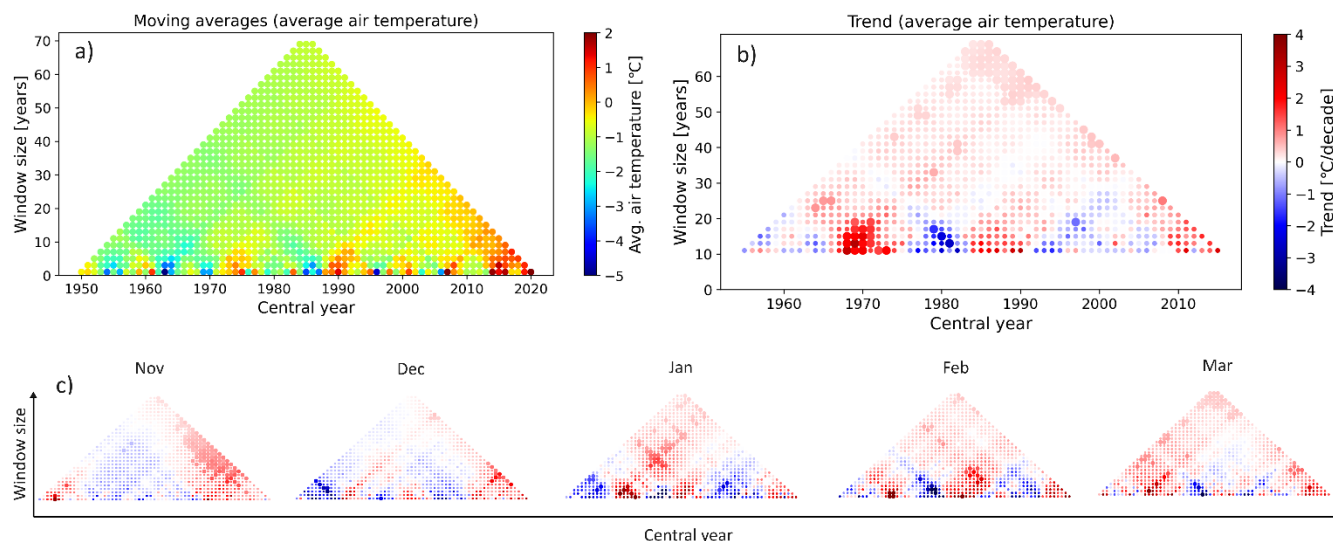 Moving averages (average air temperature)
a)
Window size [years]
70
60
50
40
30
20
10
0
1950 1960 1970 1980 1990 2000 2010 2020
Central year
2
1
0
−1
−2
−3
−4
−5
Avg. air temperature [°C]
Trend (average air temperature)
b)
Window size [years]
60
50
40
30
20
10
0
1960 1970 1980 1990 2000 2010
Central year
4
3
2
1
0
−1
−2
−3
−4
Trend [°C/decade]
c)
Nov Dec Jan Feb Mar
Window size
Central year